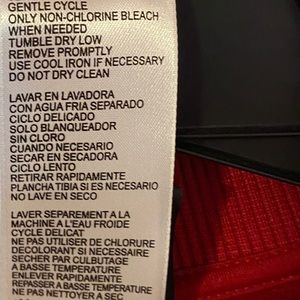 GENTLE CYCLE
ONLY NON-CHLORINE BLEACH
WHEN NEEDED
TUMBLE DRY LOW
REMOVE PROMPTLY
USE COOL IRON IF NECESSARY
DO NOT DRY CLEAN
LAVAR EN LAVADORA
CON AGUA FRIA SEPARADO
CICLO DELICADO
SOLO BLANQUEADOR
SIN CLORO
CUANDO NECESARIO
SECAR EN SECADORA
CICLO LENTO
RETIRAR RAPIDAMENTE
PLANCHA TIBIA SI ES NECESARIO
NO LAVE EN SECO
LAVER SEPAREMENT A LA
MACHINE A L'EAU FROIDE
CYCLE DELICAT
NE PAS UTILISER DE CHLORURE
DECOLORANT SI NECESSAIRE
SECHER PAR CULBUTAGE
A BASSE TEMPERATURE
ENLEVER RAPIDEMENT
REPASSER A BASSE TEMPERATURE
NE PAS NETTOYER A SEC